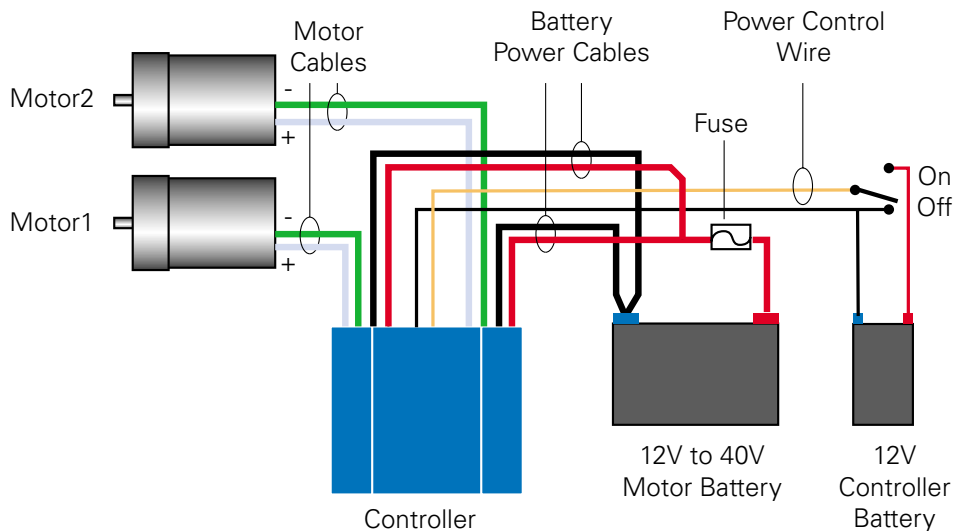 Motor
Cables
Battery
Power Cables
Power Control
Wire
Motor2
-
+
Fuse
On
Off
Motor1
-
+
12V to 40V
Motor Battery
12V
Controller
Battery
Controller